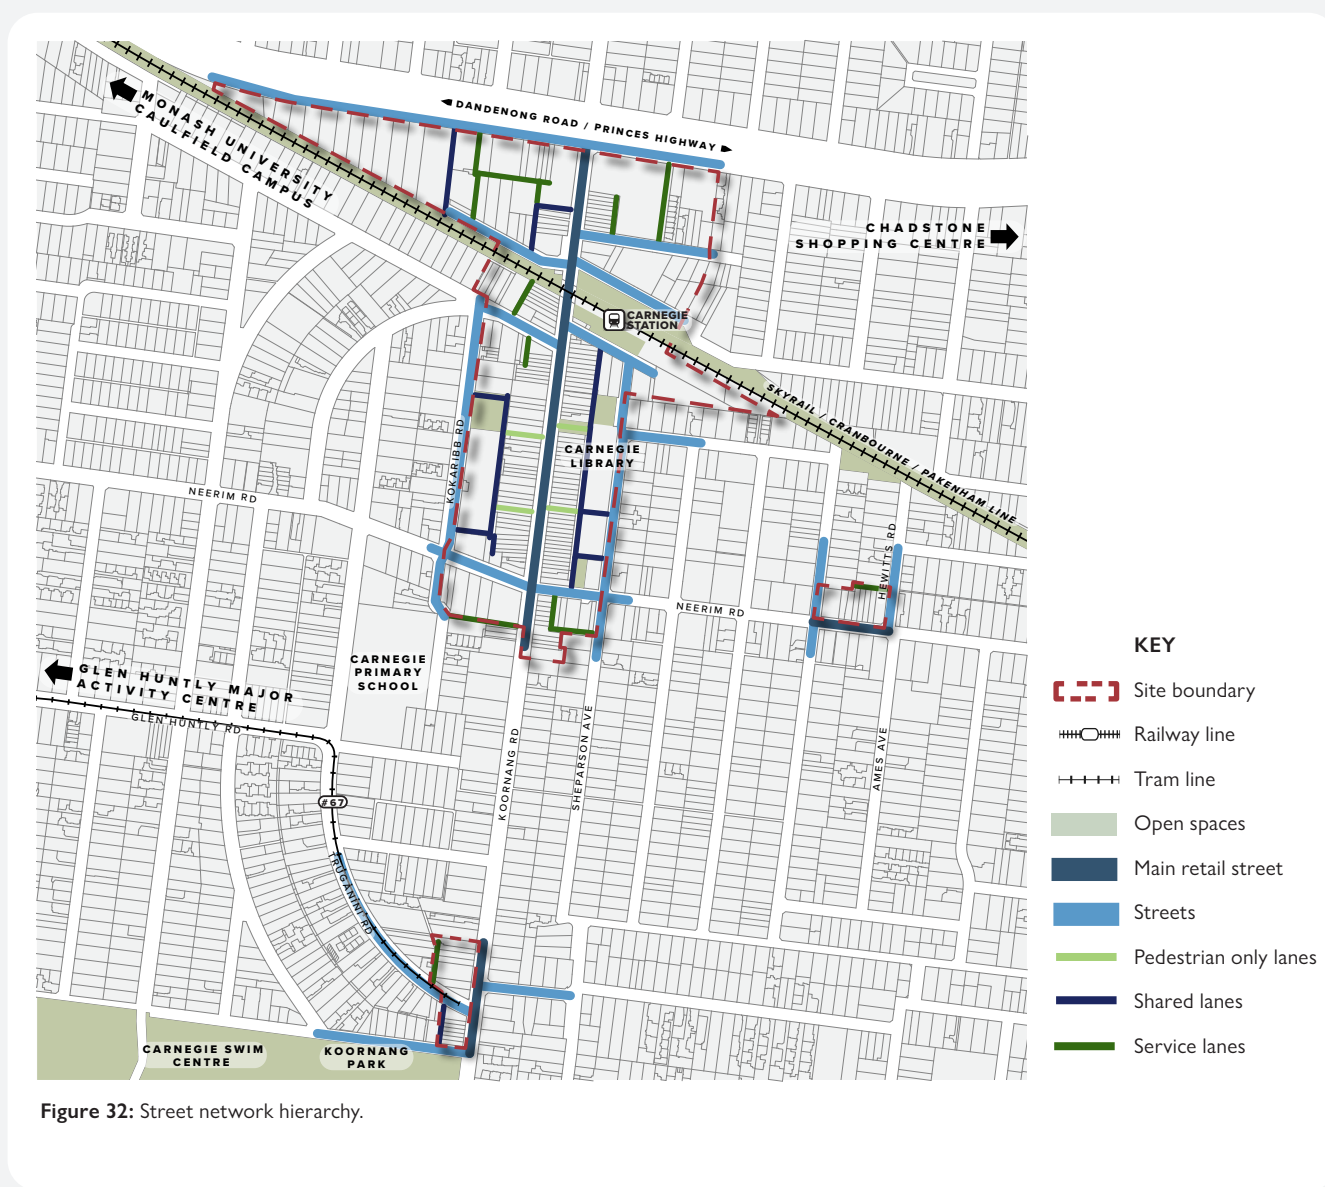 DANDENONG ROAD / PRINCES HIGHWAY
MONASH UNIVERSITY
CAULFIELD CAMPUS
CHADSTONE
SHOPPING CENTRE
CARNEGIE
STATION
SKYRAIL / CRANBOURNE / PAKENHAM LINE
KOKARIBB RD
CARNEGIE
LIBRARY
NEERIM RD
HEWITTS RD
NEERIM RD
CARNEGIE
PRIMARY
SCHOOL
GLEN HUNTLY MAJOR
ACTIVITY CENTRE
GLEN HUNTLY RD
KOORNANG RD
SHEPARSON AVE
AMES AVE
#67
TRUGANINI RD
CARNEGIE SWIM
CENTRE
KOORNANG
PARK
KEY
Site boundary
Railway line
Tram line
Open spaces
Main retail street
Streets
Pedestrian only lanes
Shared lanes
Service lanes
Figure 32: Street network hierarchy.